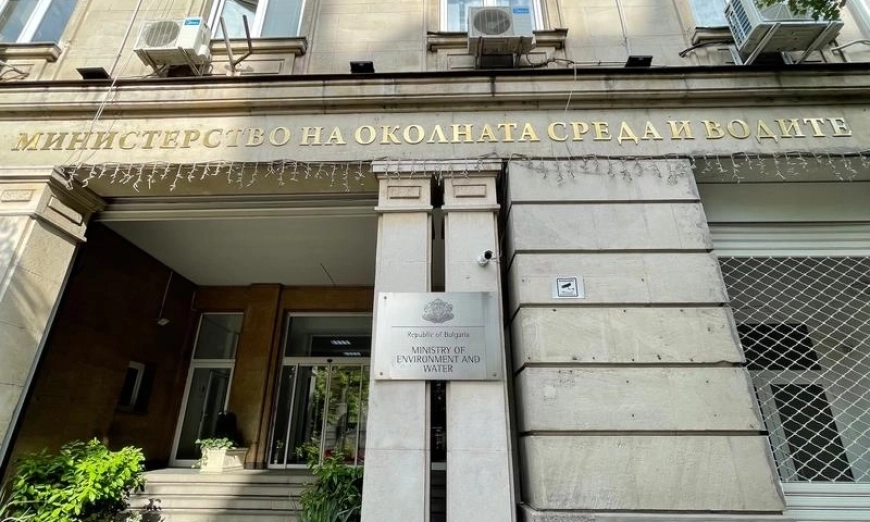 МИНИСТЕРСТВО НА ОКОЛНАТА СРЕДА И ВОДИТЕ
Republic of Bulgaria
MINISTRY OF
ENVIRONMENT AND
WATER